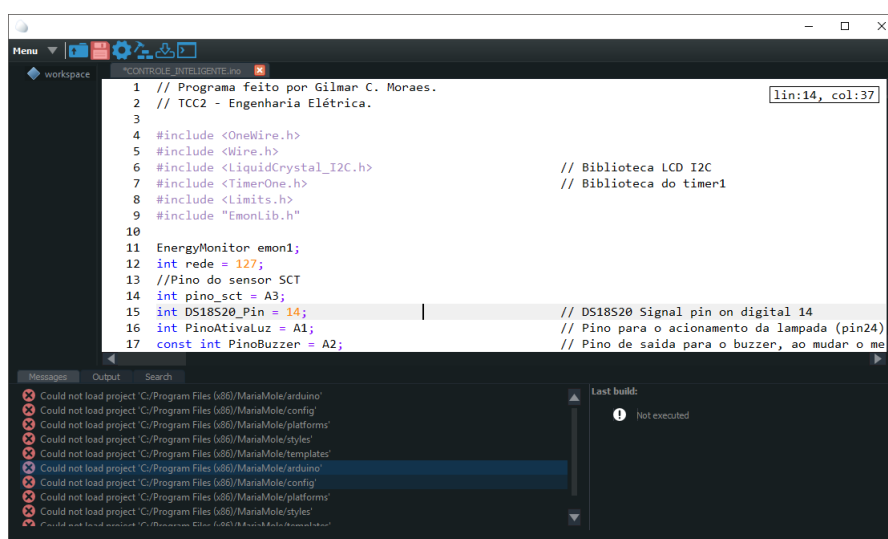 Menu
workspace
*CONTROLE_INTELIGENTE.ino
lin:14, col:37
1 // Programa feito por Gilmar C. Moraes.
2 // TCC2 - Engenharia Elétrica.
3
4 #include <OneWire.h>
5 #include <Wire.h>
6 #include <LiquidCrystal_I2C.h> // Biblioteca LCD I2C
7 #include <TimerOne.h> // Biblioteca do timer1
8 #include <Limits.h>
9 #include "EmonLib.h"
10
11 EnergyMonitor emon1;
12 int rede = 127;
13 //Pino do sensor SCT
14 int pino_sct = A3;
15 int DS18S20_Pin = 14; // DS18S20 Signal pin on digital 14
16 int PinoAtivaLuz = A1; // Pino para o acionamento da lampada (pin24)
17 const int PinoBuzzer = A2; // Pino de saida para o buzzer, ao mudar o me
Messages Output Search
Could not load project 'C:/Program Files (x86)/MariaMole/arduino'
Could not load project 'C:/Program Files (x86)/MariaMole/config'
Could not load project 'C:/Program Files (x86)/MariaMole/platforms'
Could not load project 'C:/Program Files (x86)/MariaMole/styles'
Could not load project 'C:/Program Files (x86)/MariaMole/templates'
Could not load project 'C:/Program Files (x86)/MariaMole/arduino'
Could not load project 'C:/Program Files (x86)/MariaMole/config'
Could not load project 'C:/Program Files (x86)/MariaMole/platforms'
Could not load project 'C:/Program Files (x86)/MariaMole/styles'
Could not load project 'C:/Program Files (x86)/MariaMole/templates'
Last build:
Not executed